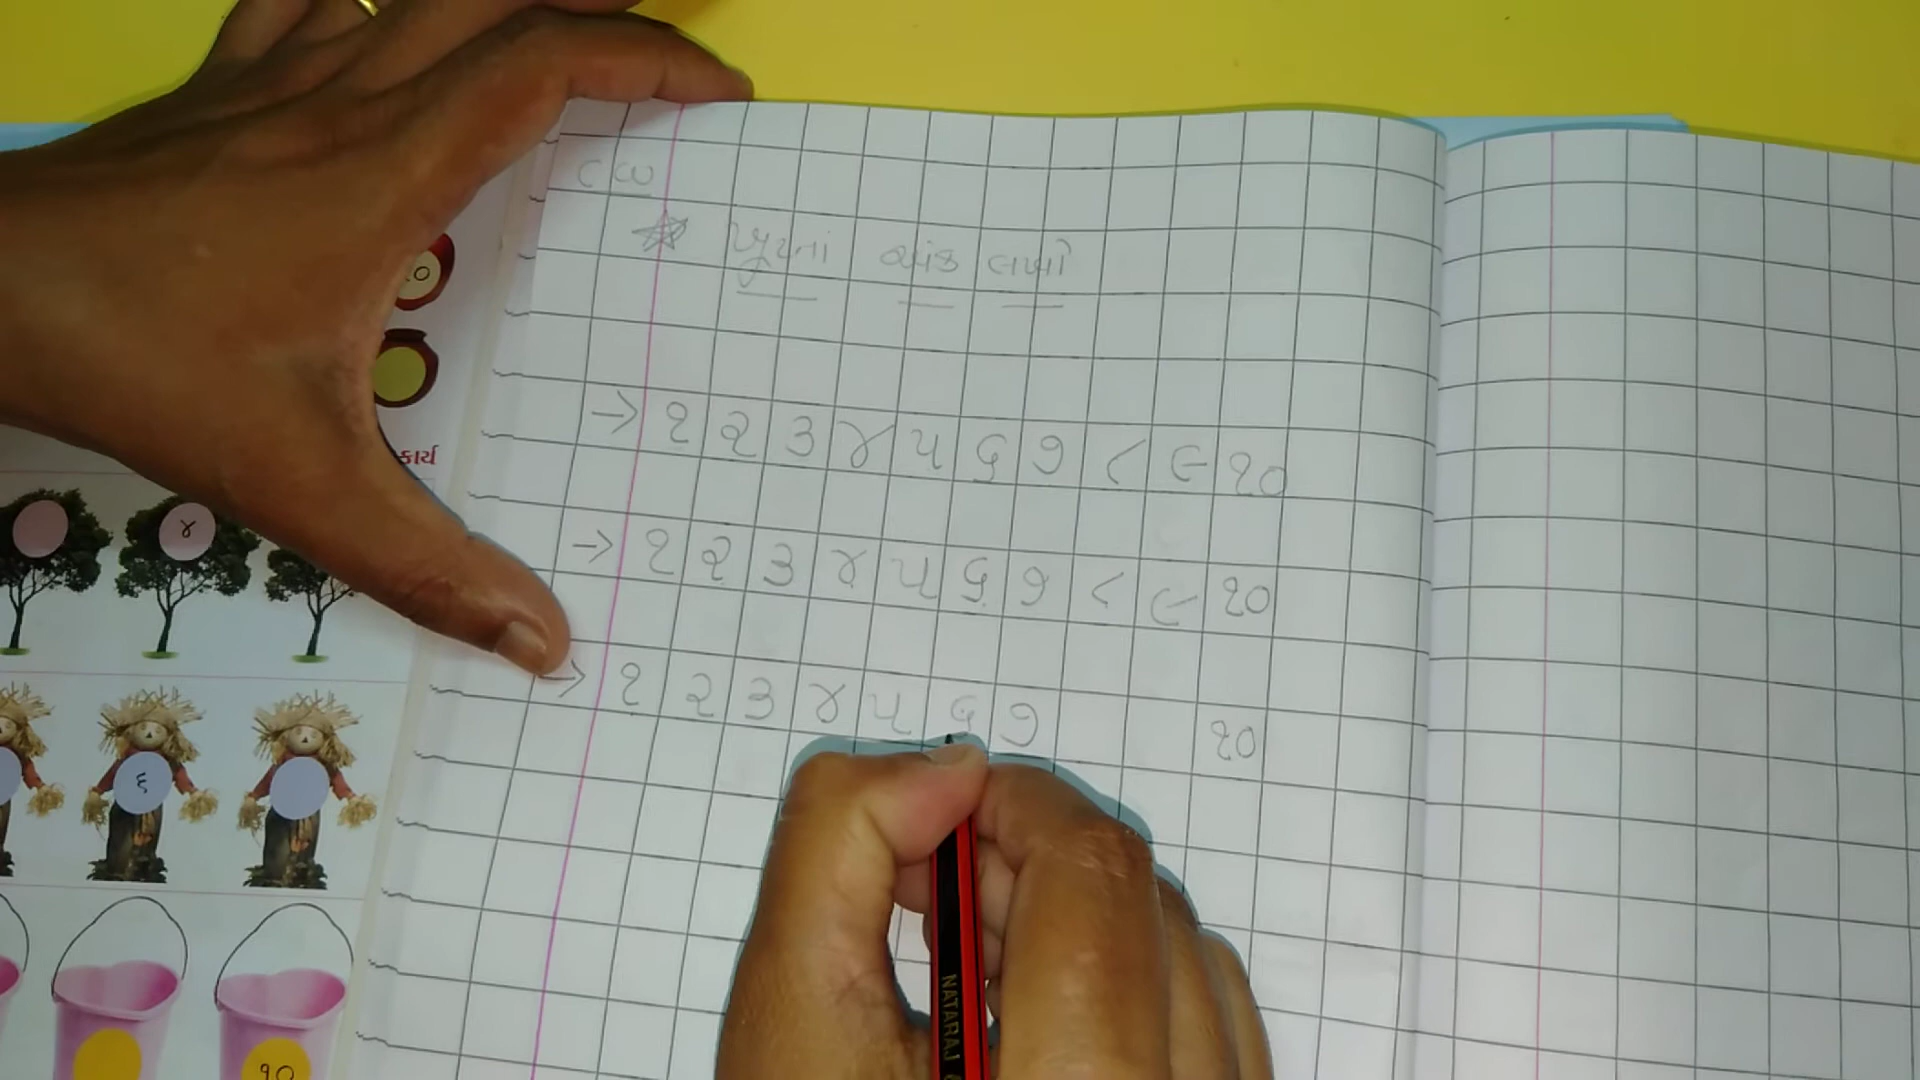 CW
ખુટતાં અંક લખો
→ ૧ ૨ ૩ ૪ ૫ ૬ ૭ ૮ ૯ ૧૦
→ ૧ ૨ ૩ ૪ ૫ ૬ ૭ ૮ ૯ ૧૦
→ ૧ ૨ ૩ ૪ ૫ ૬ ૭ ૧૦
કાર્ય
૪
૬
૧૦
NATARAJ